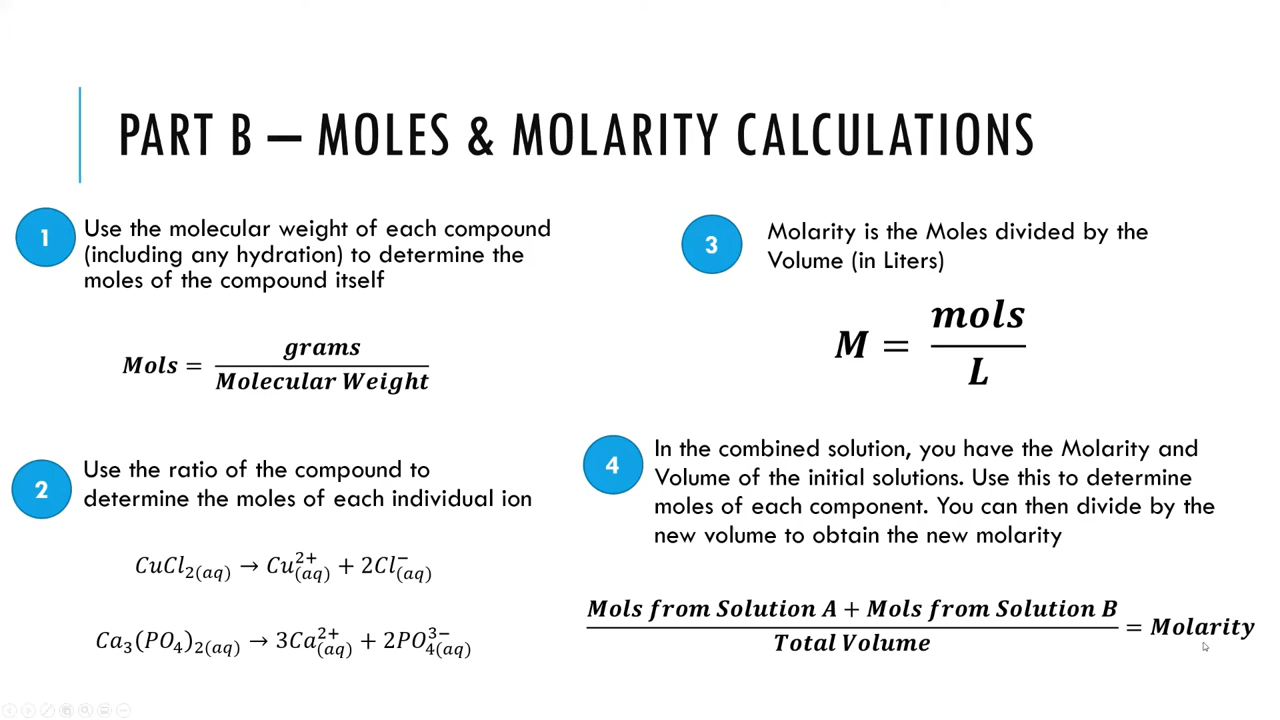 PART B – MOLES & MOLARITY CALCULATIONS
1
Use the molecular weight of each compound
(including any hydration) to determine the
moles of the compound itself
Mols = grams / Molecular Weight
2
Use the ratio of the compound to
determine the moles of each individual ion
CuCl₂(aq) → Cu²⁺(aq) + 2Cl⁻(aq)
Ca₃(PO₄)₂(aq) → 3Ca²⁺(aq) + 2PO₄³⁻(aq)
3
Molarity is the Moles divided by the
Volume (in Liters)
M = mols / L
4
In the combined solution, you have the Molarity and
Volume of the initial solutions. Use this to determine
moles of each component. You can then divide by the
new volume to obtain the new molarity
Mols from Solution A + Mols from Solution B / Total Volume = Molarity